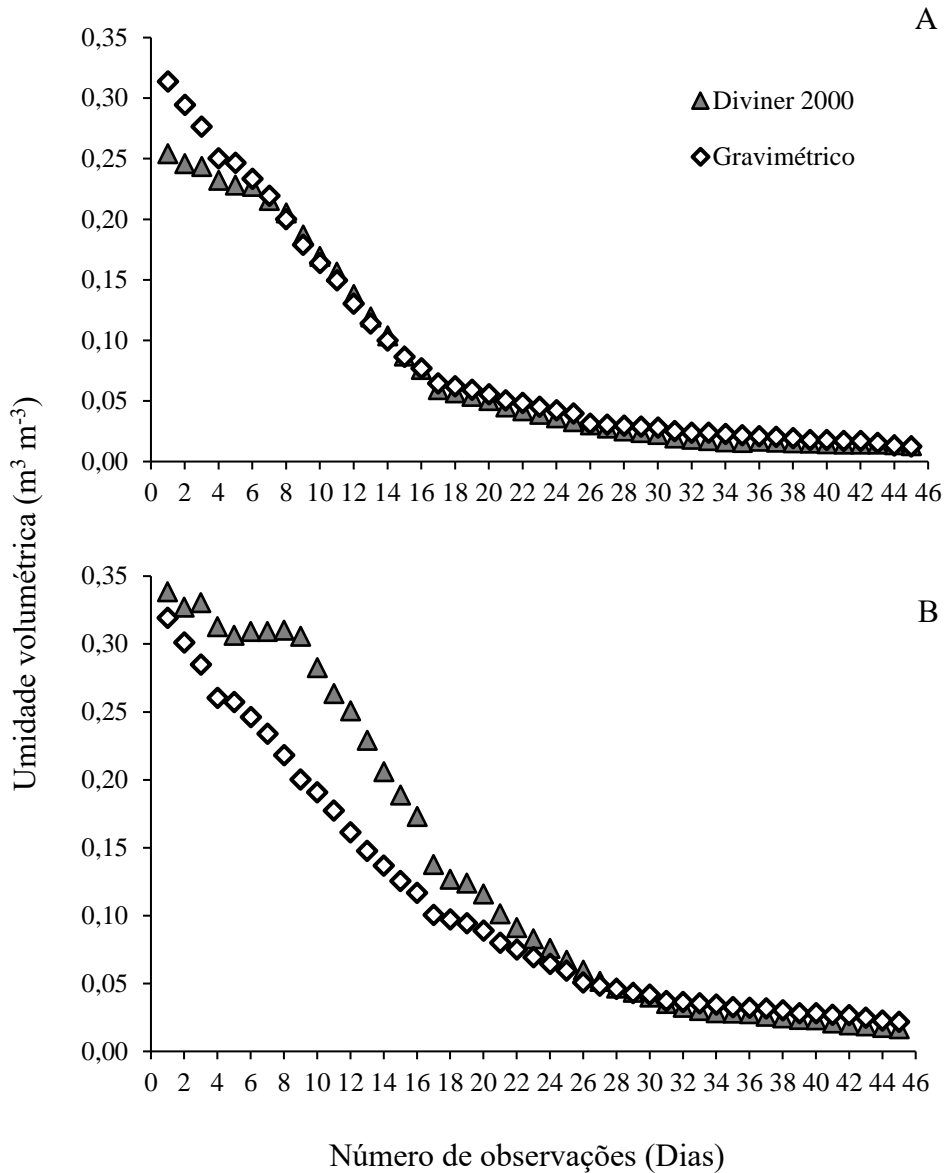 A
0,35
0,30
0,25
0,20
0,15
0,10
0,05
0,00
Diviner 2000
Gravimétrico
0 2 4 6 8 10 12 14 16 18 20 22 24 26 28 30 32 34 36 38 40 42 44 46
Umidade volumétrica (m³ m⁻³)
B
0,35
0,30
0,25
0,20
0,15
0,10
0,05
0,00
0 2 4 6 8 10 12 14 16 18 20 22 24 26 28 30 32 34 36 38 40 42 44 46
Número de observações (Dias)